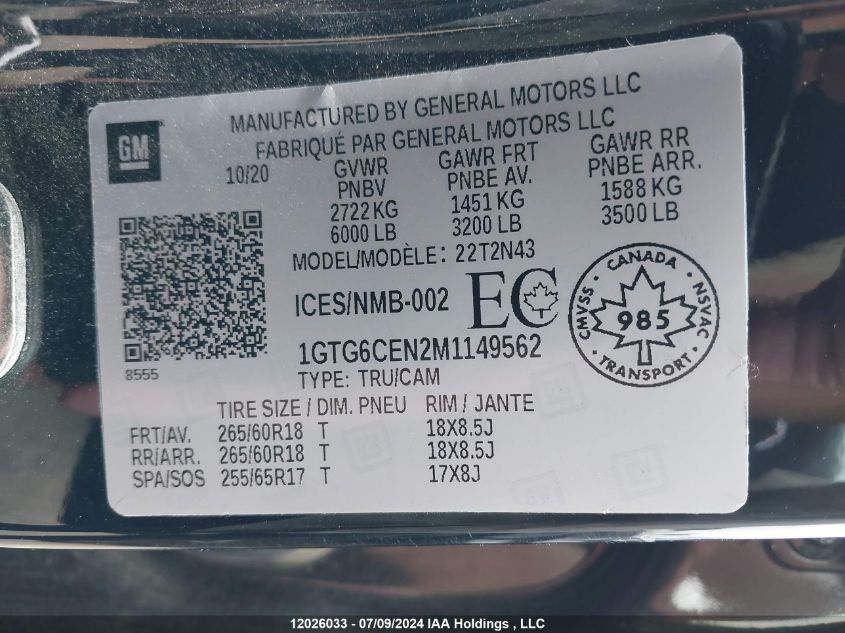 MANUFACTURED BY GENERAL MOTORS LLC
FABRIQUÉ PAR GENERAL MOTORS LLC
GM
10/20
GVWR
PNBV
2722 KG
6000 LB
GAWR FRT
PNBE AV.
1451 KG
3200 LB
GAWR RR
PNBE ARR.
1588 KG
3500 LB
MODEL/MODÈLE: 22T2N43
ICES/NMB-002 EC
CANADA
CMVSS 985 NSVAC
TRANSPORT
1GTG6CEN2M1149562
8555
TYPE: TRU/CAM
TIRE SIZE / DIM. PNEU RIM / JANTE
FRT/AV. 265/60R18 T 18X8.5J
RR/ARR. 265/60R18 T 18X8.5J
SPA/SOS 255/65R17 T 17X8J
12026033 - 07/09/2024 IAA Holdings , LLC